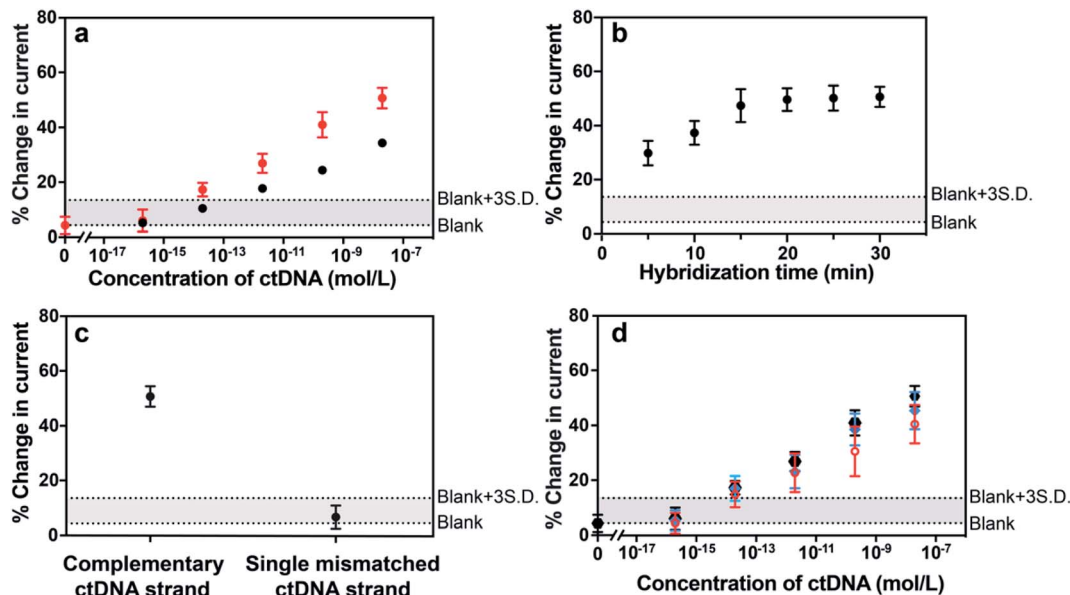 a
% Change in current
80
60
40
20
0
Blank+3S.D.
Blank
0
10-17
10-15
10-13
10-11
10-9
10-7
Concentration of ctDNA (mol/L)
b
% Change in current
80
60
40
20
0
Blank+3S.D.
Blank
0
10
20
30
Hybridization time (min)
c
% Change in current
80
60
40
20
0
Blank+3S.D.
Blank
Complementary
ctDNA strand
Single mismatched
ctDNA strand
d
% Change in current
80
60
40
20
0
Blank+3S.D.
Blank
0
10-17
10-15
10-13
10-11
10-9
10-7
Concentration of ctDNA (mol/L)